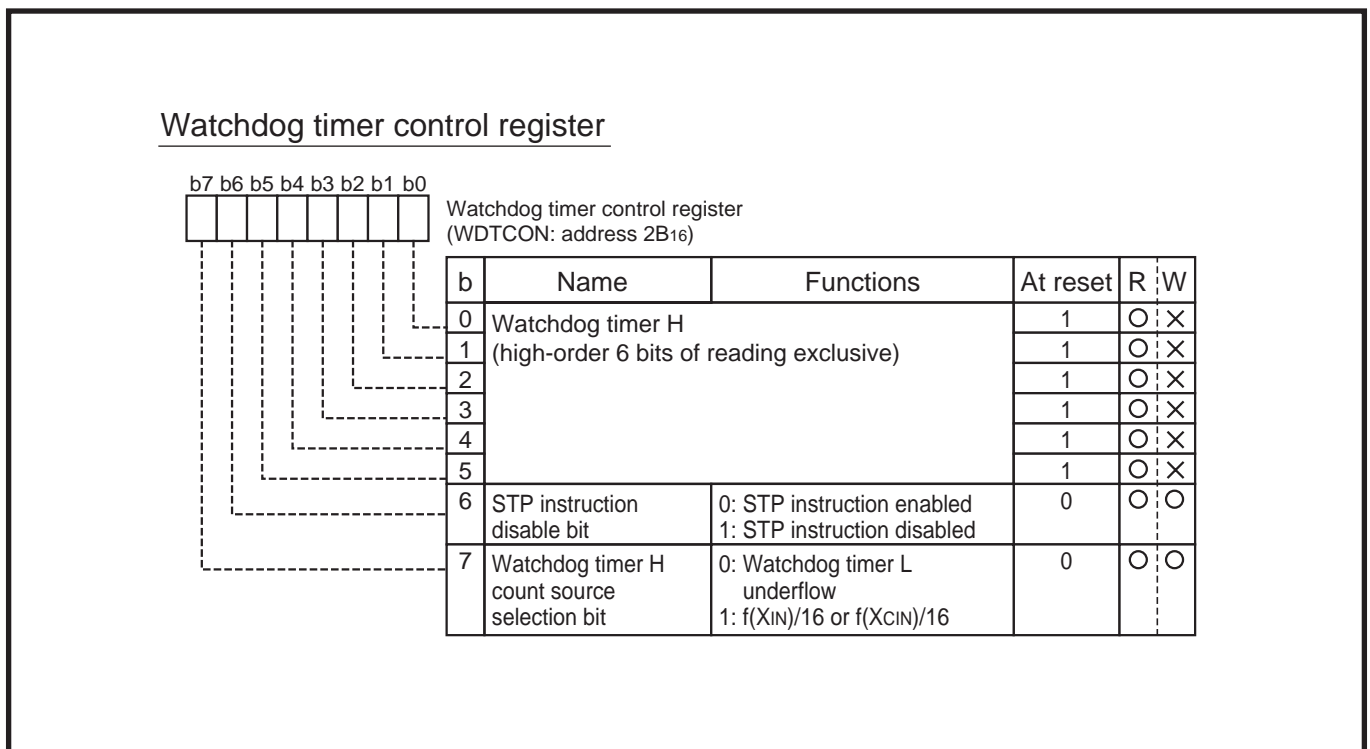 Watchdog timer control register
b7 b6 b5 b4 b3 b2 b1 b0
Watchdog timer control register
(WDTCON: address 2B16)
b Name Functions At reset R W
0 Watchdog timer H 1 O X
1 (high-order 6 bits of reading exclusive) 1 O X
2 1 O X
3 1 O X
4 1 O X
5 1 O X
6 STP instruction 0: STP instruction enabled 0 O O
disable bit 1: STP instruction disabled
7 Watchdog timer H 0: Watchdog timer L 0 O O
count source underflow
selection bit 1: f(XIN)/16 or f(XCIN)/16